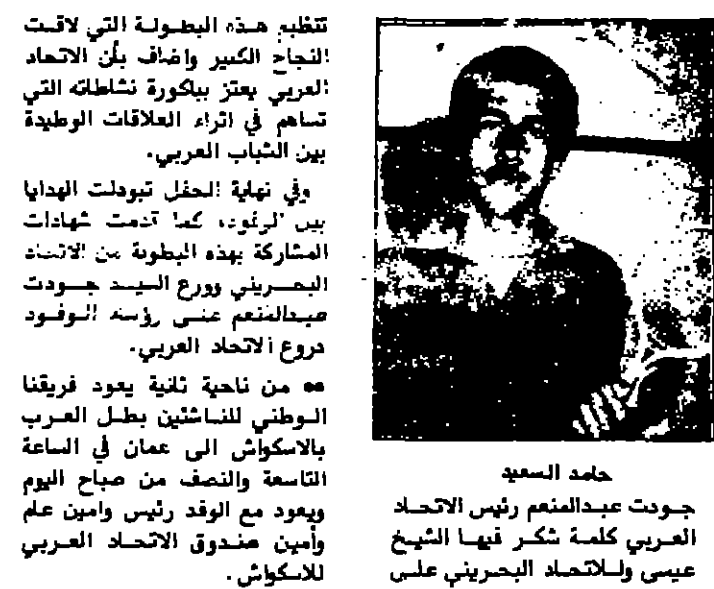 حامد السعيد
جودت عبدالمنعم رئيس الاتحاد
العربي كلمة شكر فيها الشيخ
عيسى وللاتحاد البحريني على
تنظيم هذه البطولة التي لاقت
النجاح الكبير واضاف بأن الاتحاد
العربي يعتز بباكورة نشاطاته التي
تساهم في اثراء العلاقات الوطيدة
بين الشباب العربي.
وفي نهاية الحفل تبودلت الهدايا
بين الوفود، كما قدمت شهادات
المشاركة بهذه البطولة من الاتحاد
البحريني ووزع السيد جودت
عبدالمنعم على رؤساء الوفود
دروع الاتحاد العربي.
●● من ناحية ثانية يعود فريقنا
الوطني للناشئين بطل العرب
بالاسكواش الى عمان في الساعة
التاسعة والنصف من صباح اليوم
ويعود مع الوفد رئيس وامين عام
وأمين صندوق الاتحاد العربي
للاسكواش.